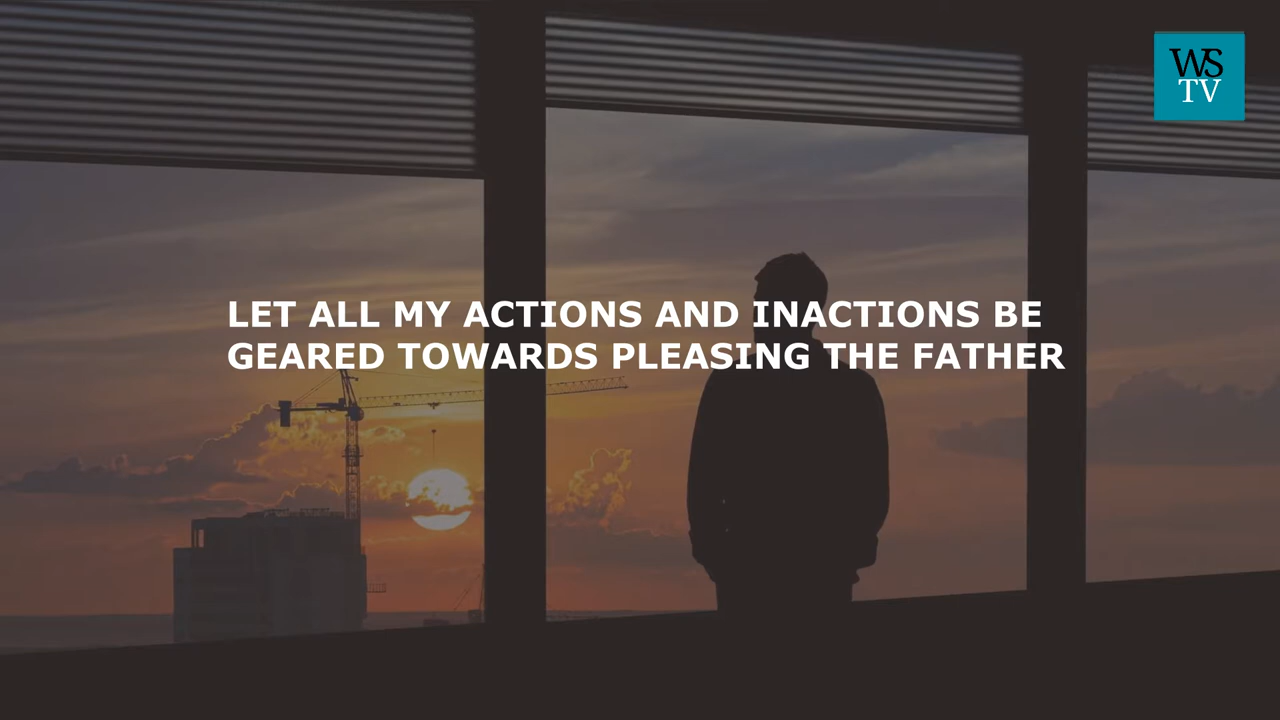 WS
TV
LET ALL MY ACTIONS AND INACTIONS BE
GEARED TOWARDS PLEASING THE FATHER